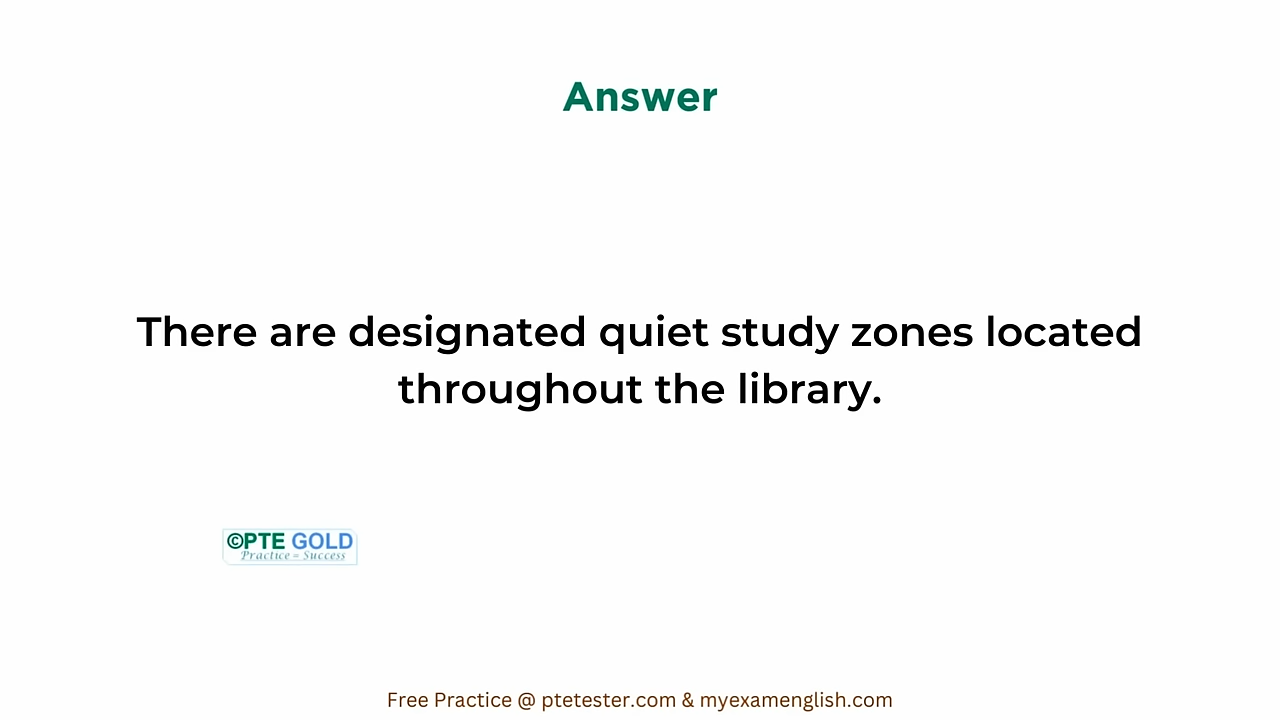 Answer
There are designated quiet study zones located
throughout the library.
©PTE GOLD
Practice = Success
Free Practice @ ptetester.com & myexamenglish.com